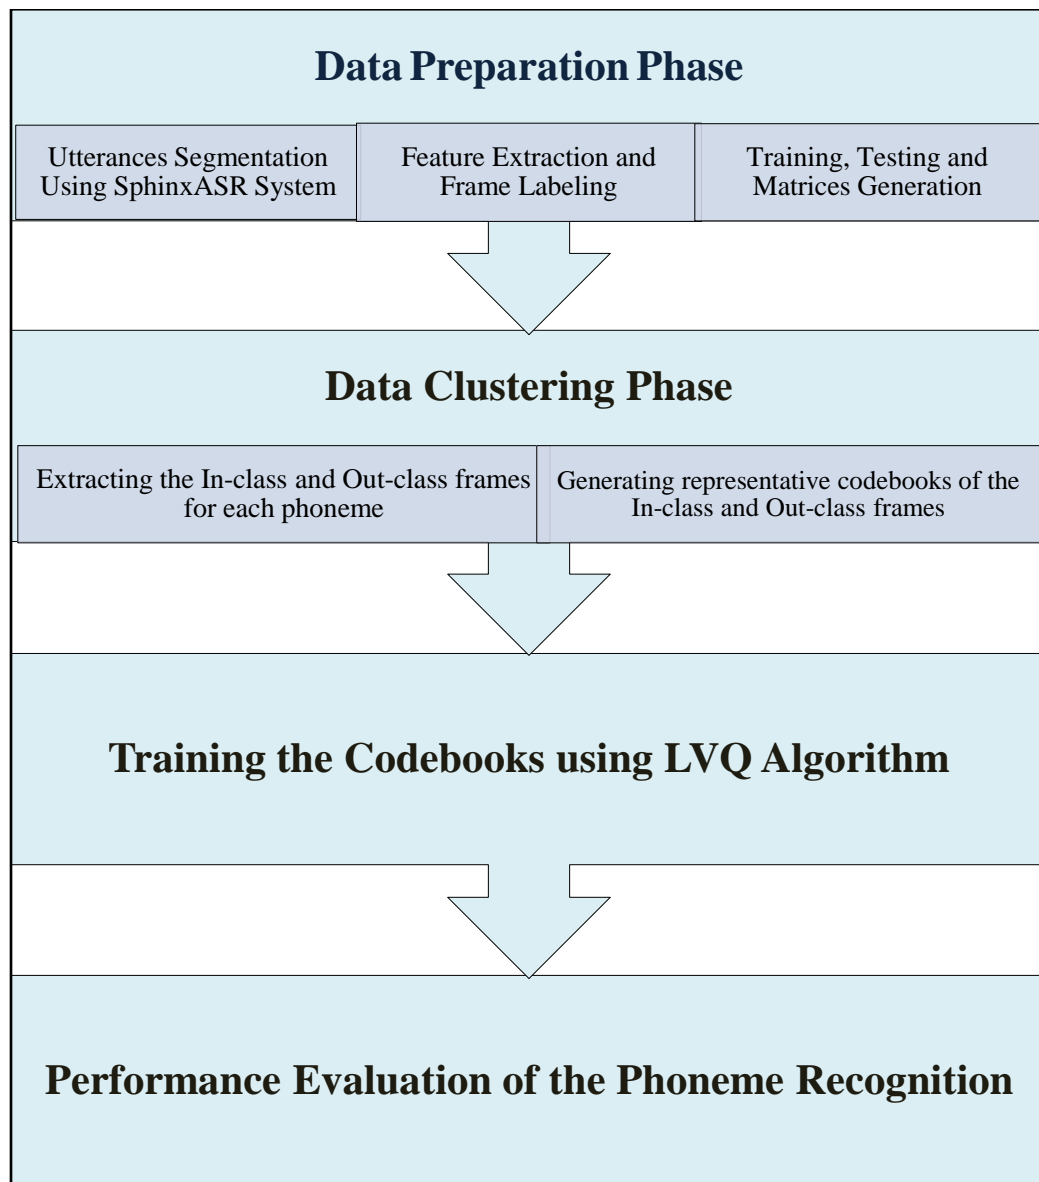 Data Preparation Phase
Utterances Segmentation
Using SphinxASR System
Feature Extraction and
Frame Labeling
Training, Testing and
Matrices Generation
Data Clustering Phase
Extracting the In-class and Out-class frames
for each phoneme
Generating representative codebooks of the
In-class and Out-class frames
Training the Codebooks using LVQ Algorithm
Performance Evaluation of the Phoneme Recognition